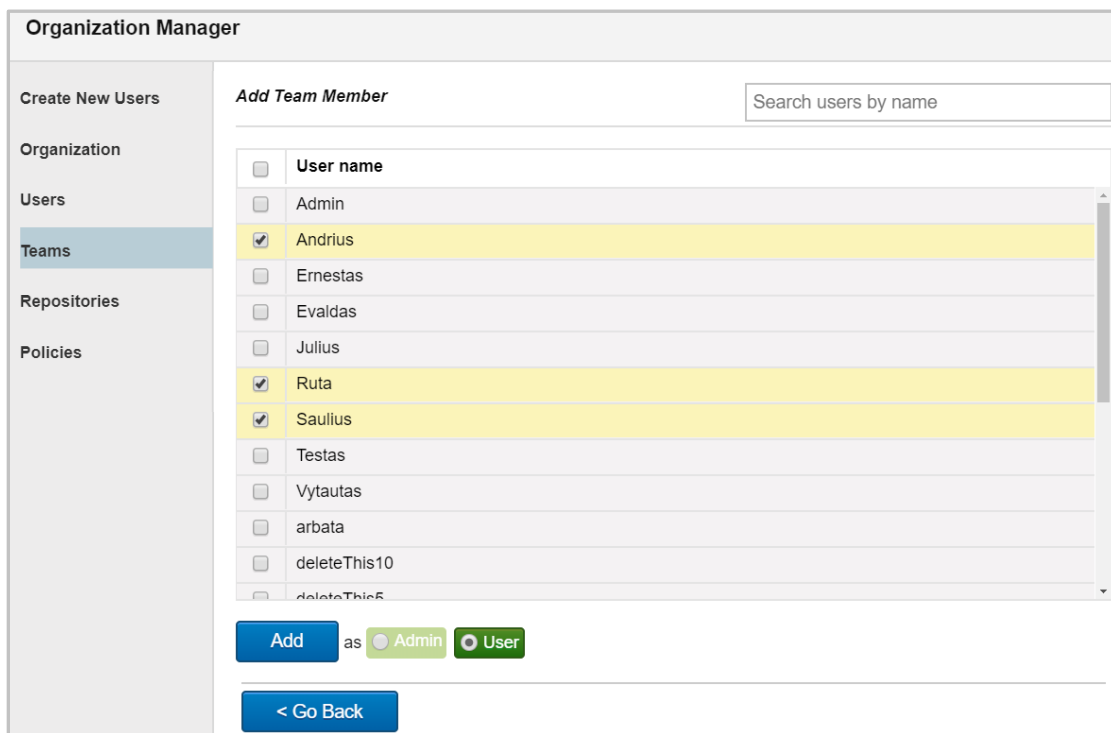 Organization Manager
Create New Users
Organization
Users
Teams
Repositories
Policies
Add Team Member
Search users by name
User name
Admin
Andrius
Ernestas
Evaldas
Julius
Ruta
Saulius
Testas
Vytautas
arbata
deleteThis10
deleteThis5
Add as Admin User
< Go Back